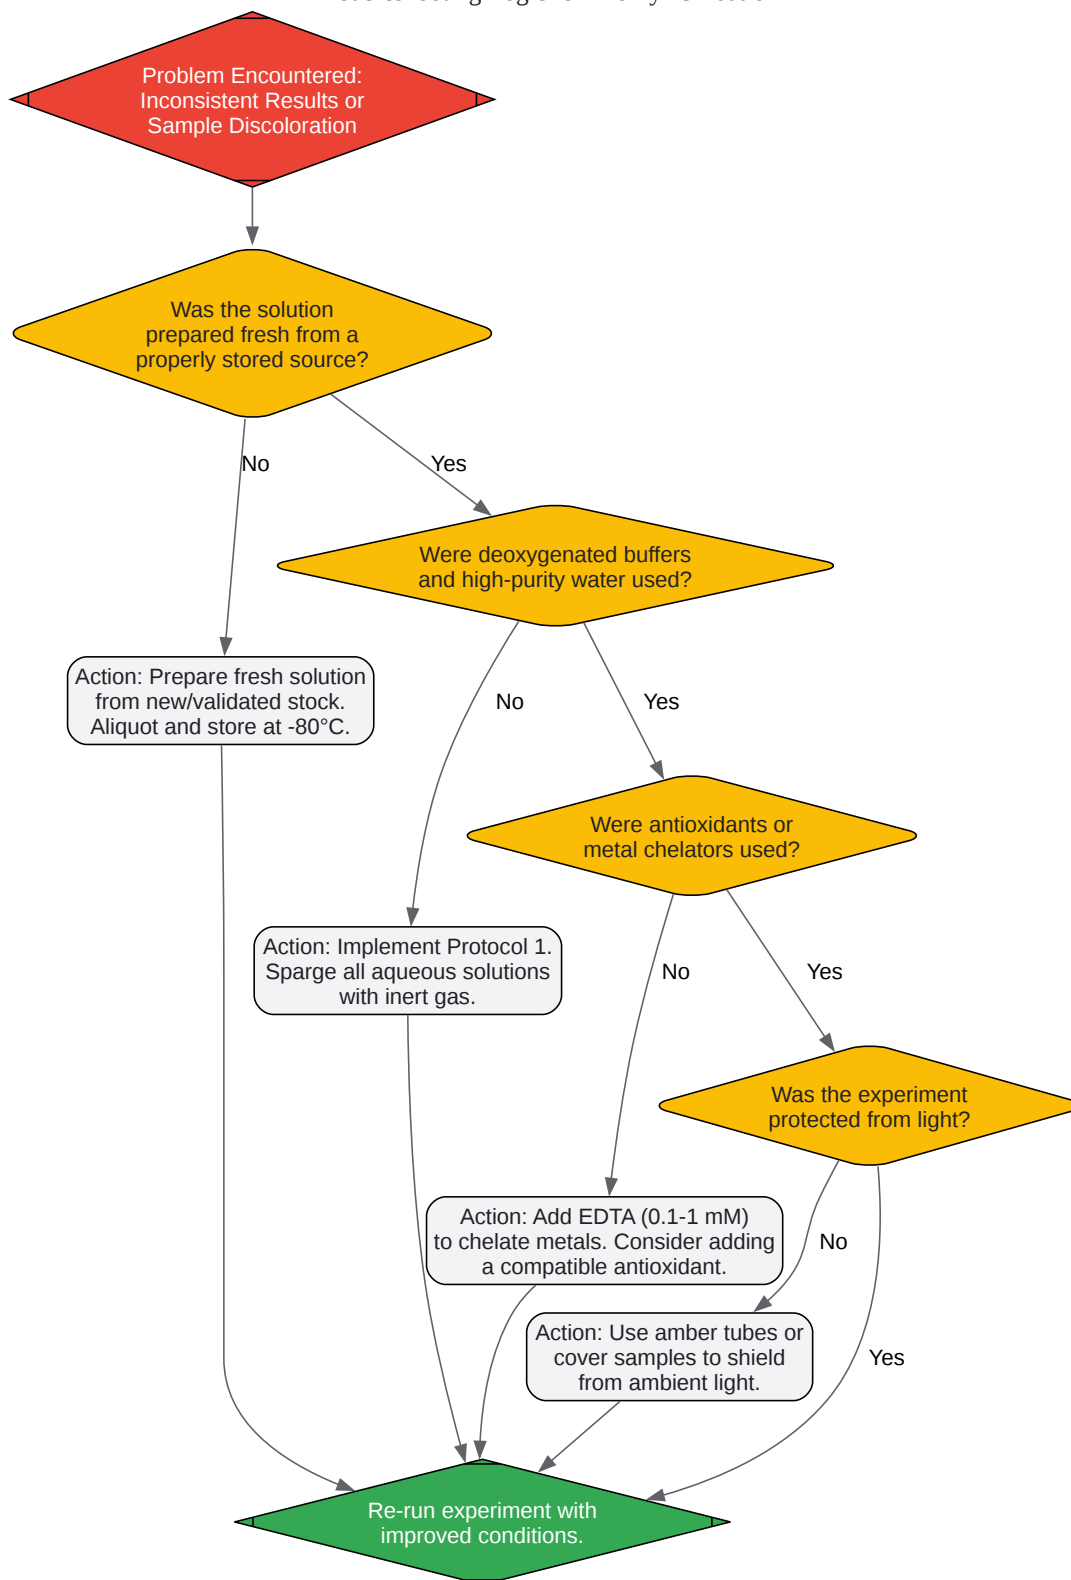 Problem Encountered:
Inconsistent Results or
Sample Discoloration
Was the solution
prepared fresh from a
properly stored source?
No
Yes
Were deoxygenated buffers
and high-purity water used?
Action: Prepare fresh solution
from new/validated stock.
Aliquot and store at -80°C.
No
Yes
Were antioxidants or
metal chelators used?
Action: Implement Protocol 1.
Sparge all aqueous solutions
with inert gas.
No
Yes
Was the experiment
protected from light?
Action: Add EDTA (0.1-1 mM)
to chelate metals. Consider adding
a compatible antioxidant.
No
Action: Use amber tubes or
cover samples to shield
from ambient light.
Yes
Re-run experiment with
improved conditions.